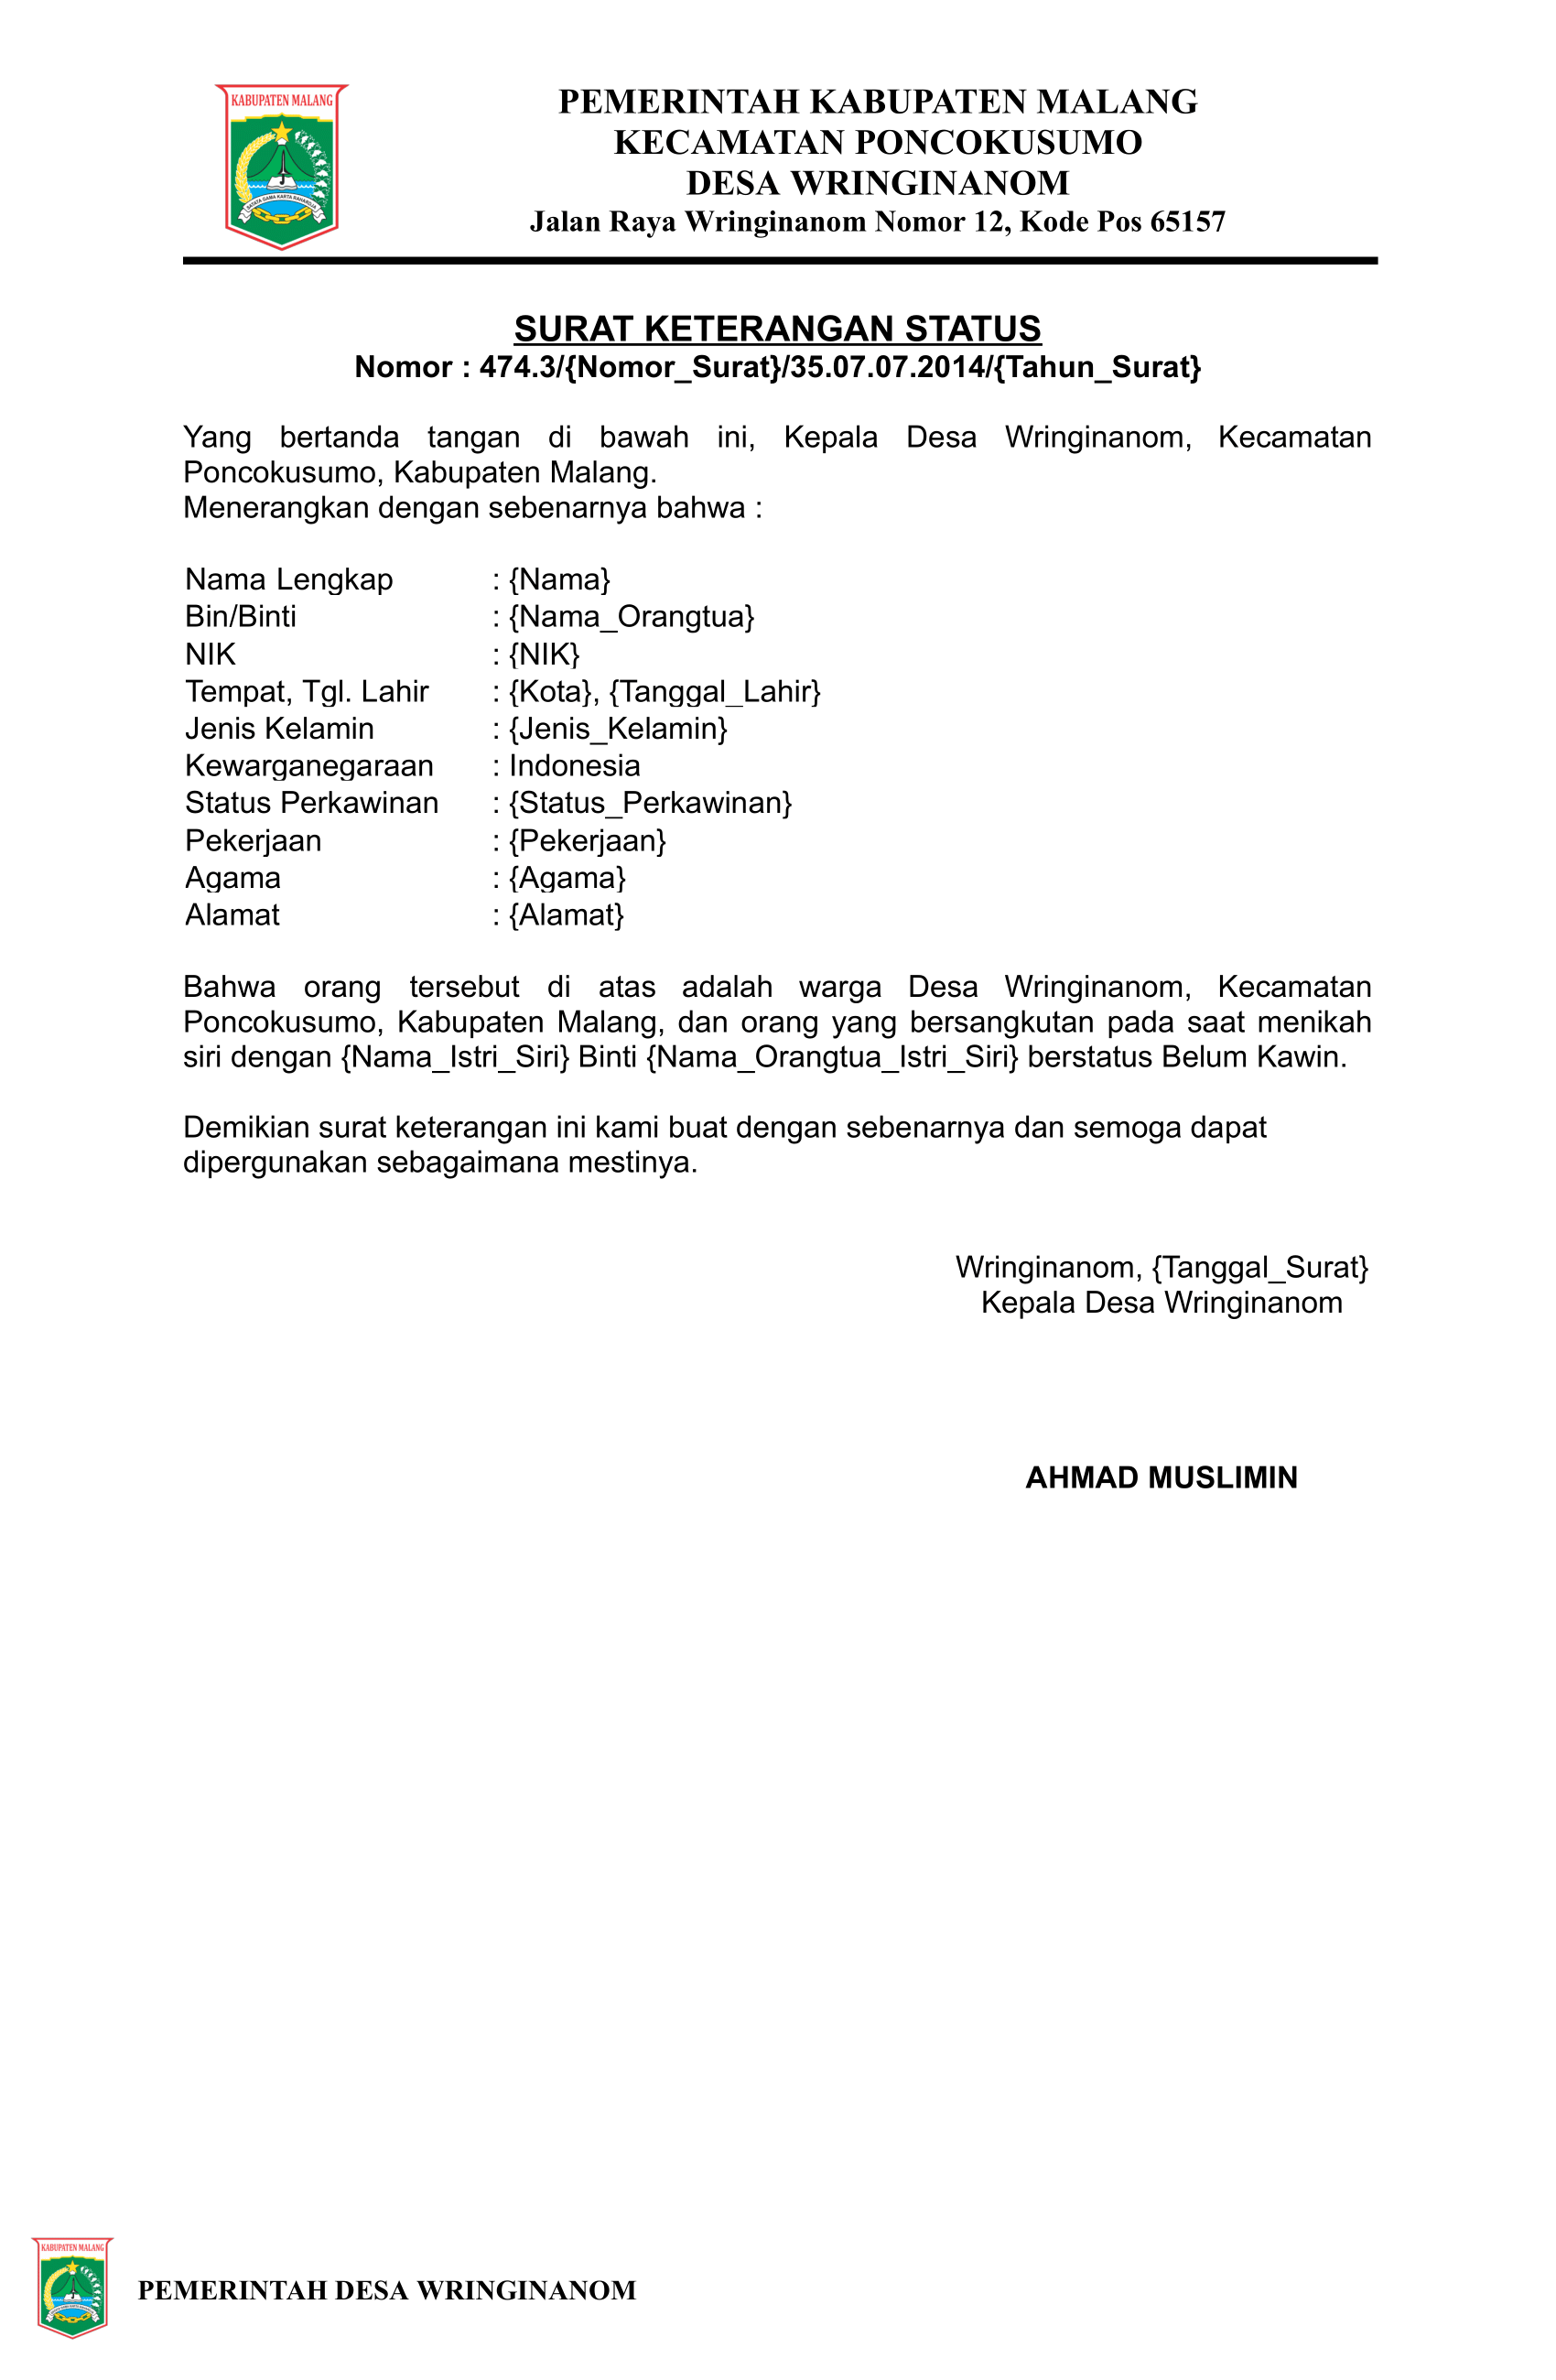 KABUPATEN MALANG
SATATA GAMA KARTA RAHARDJA
PEMERINTAH KABUPATEN MALANG
KECAMATAN PONCOKUSUMO
DESA WRINGINANOM
Jalan Raya Wringinanom Nomor 12, Kode Pos 65157
SURAT KETERANGAN STATUS
Nomor : 474.3/{Nomor_Surat}/35.07.07.2014/{Tahun_Surat}
Yang bertanda tangan di bawah ini, Kepala Desa Wringinanom, Kecamatan
Poncokusumo, Kabupaten Malang.
Menerangkan dengan sebenarnya bahwa :
Nama Lengkap : {Nama}
Bin/Binti : {Nama_Orangtua}
NIK : {NIK}
Tempat, Tgl. Lahir : {Kota}, {Tanggal_Lahir}
Jenis Kelamin : {Jenis_Kelamin}
Kewarganegaraan : Indonesia
Status Perkawinan : {Status_Perkawinan}
Pekerjaan : {Pekerjaan}
Agama : {Agama}
Alamat : {Alamat}
Bahwa orang tersebut di atas adalah warga Desa Wringinanom, Kecamatan
Poncokusumo, Kabupaten Malang, dan orang yang bersangkutan pada saat menikah
siri dengan {Nama_Istri_Siri} Binti {Nama_Orangtua_Istri_Siri} berstatus Belum Kawin.
Demikian surat keterangan ini kami buat dengan sebenarnya dan semoga dapat
dipergunakan sebagaimana mestinya.
Wringinanom, {Tanggal_Surat}
Kepala Desa Wringinanom
AHMAD MUSLIMIN
KABUPATEN MALANG
PEMERINTAH DESA WRINGINANOM